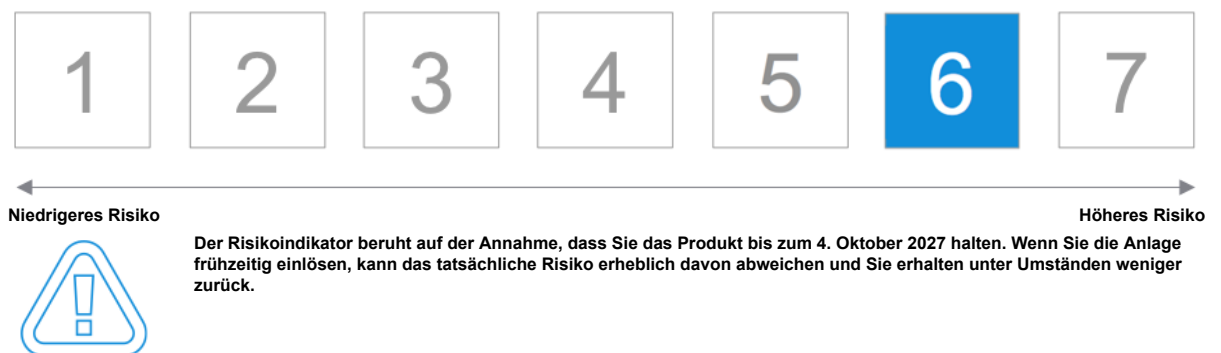 1 2 3 4 5 6 7
Niedrigeres Risiko Höheres Risiko
Der Risikoindikator beruht auf der Annahme, dass Sie das Produkt bis zum 4. Oktober 2027 halten. Wenn Sie die Anlage
frühzeitig einlösen, kann das tatsächliche Risiko erheblich davon abweichen und Sie erhalten unter Umständen weniger
zurück.